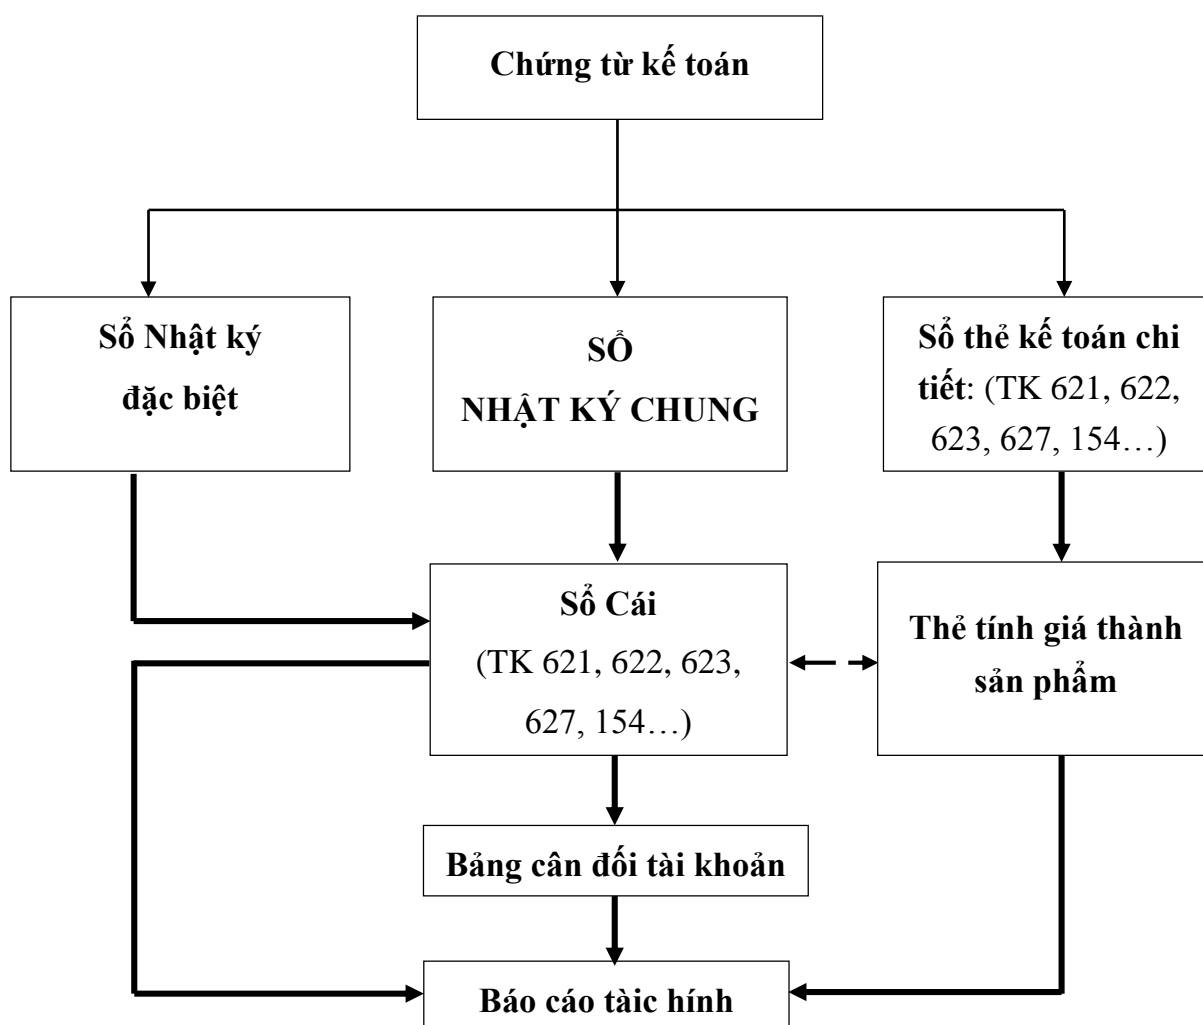 Chứng từ kế toán
Sổ Nhật ký
đặc biệt
SỔ
NHẬT KÝ CHUNG
Sổ thẻ kế toán chi
tiết: (TK 621, 622,
623, 627, 154…)
Sổ Cái
(TK 621, 622, 623,
627, 154…)
Thẻ tính giá thành
sản phẩm
Bảng cân đối tài khoản
Báo cáo tàic hính